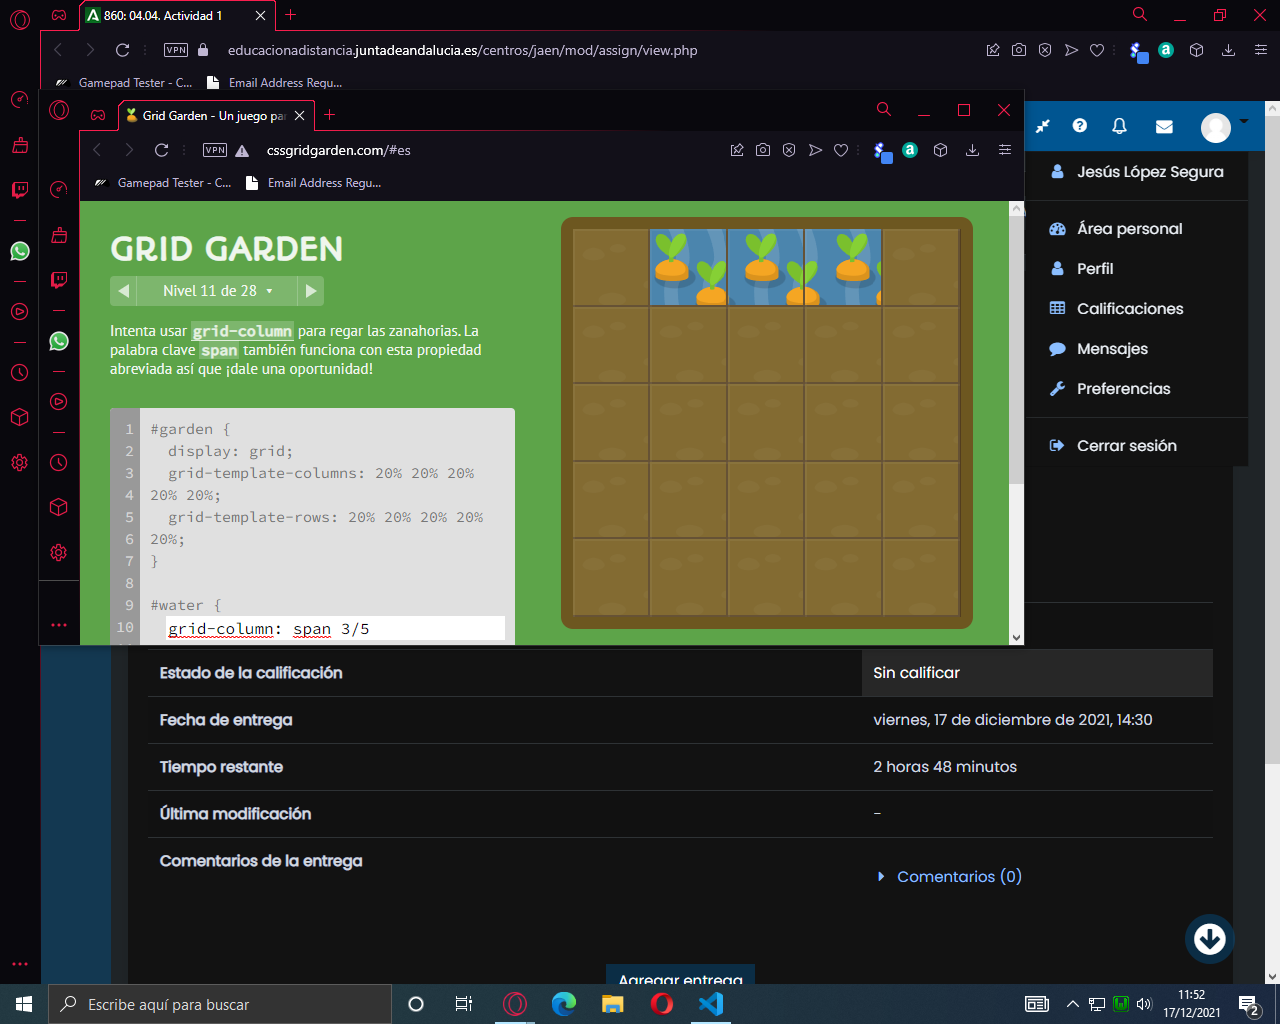 860: 04.04. Actividad 1
VPN
educacionadistancia.juntadeandalucia.es/centros/jaen/mod/assign/view.php
Gamepad Tester - C...
Email Address Requ...
Grid Garden - Un juego par
VPN
cssgridgarden.com/#es
Gamepad Tester - C...
Email Address Regu...
GRID GARDEN
Nivel 11 de 28
Intenta usar grid-column para regar las zanahorias. La
palabra clave span también funciona con esta propiedad
abreviada así que ¡dale una oportunidad!
1 #garden {
2 display: grid;
3 grid-template-columns: 20% 20% 20%
4 20% 20%;
5 grid-template-rows: 20% 20% 20% 20%
6 20%;
7 }
8
9 #water {
10 grid-column: span 3/5
Jesús López Segura
Área personal
Perfil
Calificaciones
Mensajes
Preferencias
Cerrar sesión
Estado de la calificación
Sin calificar
Fecha de entrega
viernes, 17 de diciembre de 2021, 14:30
Tiempo restante
2 horas 48 minutos
Última modificación
-
Comentarios de la entrega
Comentarios (0)
Agregar entrega
Escribe aquí para buscar
11:52
17/12/2021
2